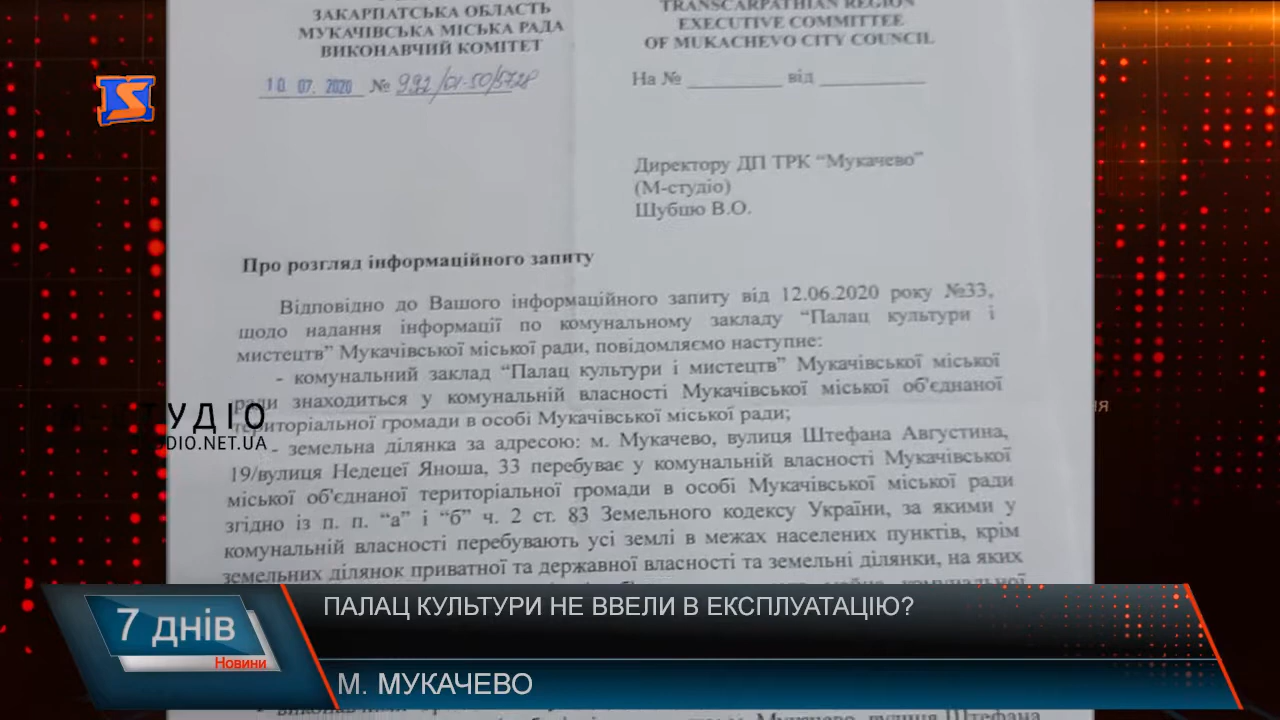 ЗАКАРПАТСЬКА ОБЛАСТЬ
МУКАЧІВСЬКА МІСЬКА РАДА
ВИКОНАВЧИЙ КОМІТЕТ
10. 07. 2020 № 992/01-50/5728
TRANSCARPATHIAN REGION
EXECUTIVE COMMITTEE
OF MUKACHEVO CITY COUNCIL
На № від
Директору ДП ТРК “Мукачево”
(М-студіо)
Шубцю В.О.
Про розгляд інформаційного запиту
Відповідно до Вашого інформаційного запиту від 12.06.2020 року №33,
щодо надання інформації по комунальному закладу “Палац культури і
мистецтв” Мукачівської міської ради, повідомляємо наступне:
- комунальний заклад “Палац культури і мистецтв” Мукачівської міської
ради знаходиться у комунальній власності Мукачівської міської об'єднаної
територіальної громади в особі Мукачівської міської ради;
- земельна ділянка за адресою: м. Мукачево, вулиця Штефана Августина,
19/вулиця Недецеї Яноша, 33 перебуває у комунальній власності Мукачівської
міської об'єднаної територіальної громади в особі Мукачівської міської ради
згідно із п. п. “а” і “б” ч. 2 ст. 83 Земельного кодексу України, за якими у
комунальній власності перебувають усі землі в межах населених пунктів, крім
земельних ділянок приватної та державної власності та земельні ділянки, на яких
СТУДІО
DIO.NET.UA
ПАЛАЦ КУЛЬТУРИ НЕ ВВЕЛИ В ЕКСПЛУАТАЦІЮ?
7 днів
Новини
М. МУКАЧЕВО